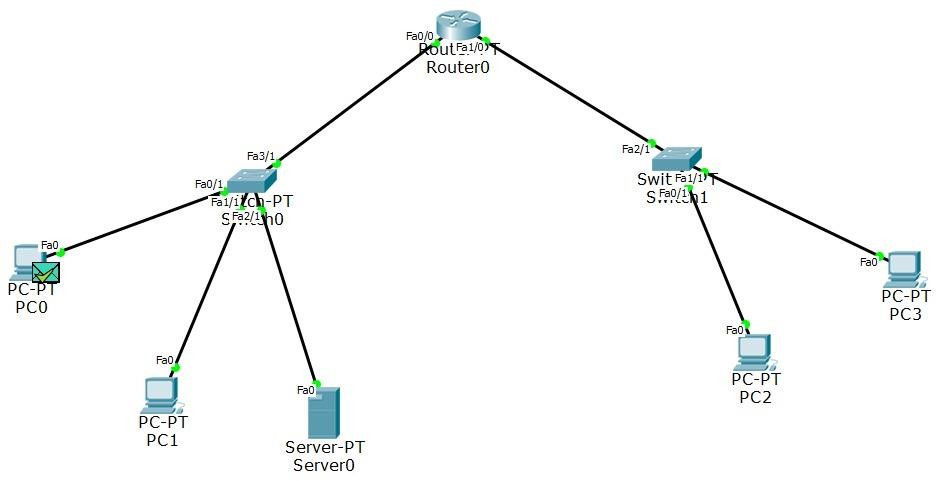 Fa0/0
Fa1/0
Router0
Fa3/1
Fa0/1
Fa1/1
Fa2/1
Fa2/1
Fa1/1
Fa0/1
Switch1
Fa0
PC-PT
PC0
Fa0
PC-PT
PC1
Fa0
Server-PT
Server0
Fa0
PC-PT
PC2
Fa0
PC-PT
PC3